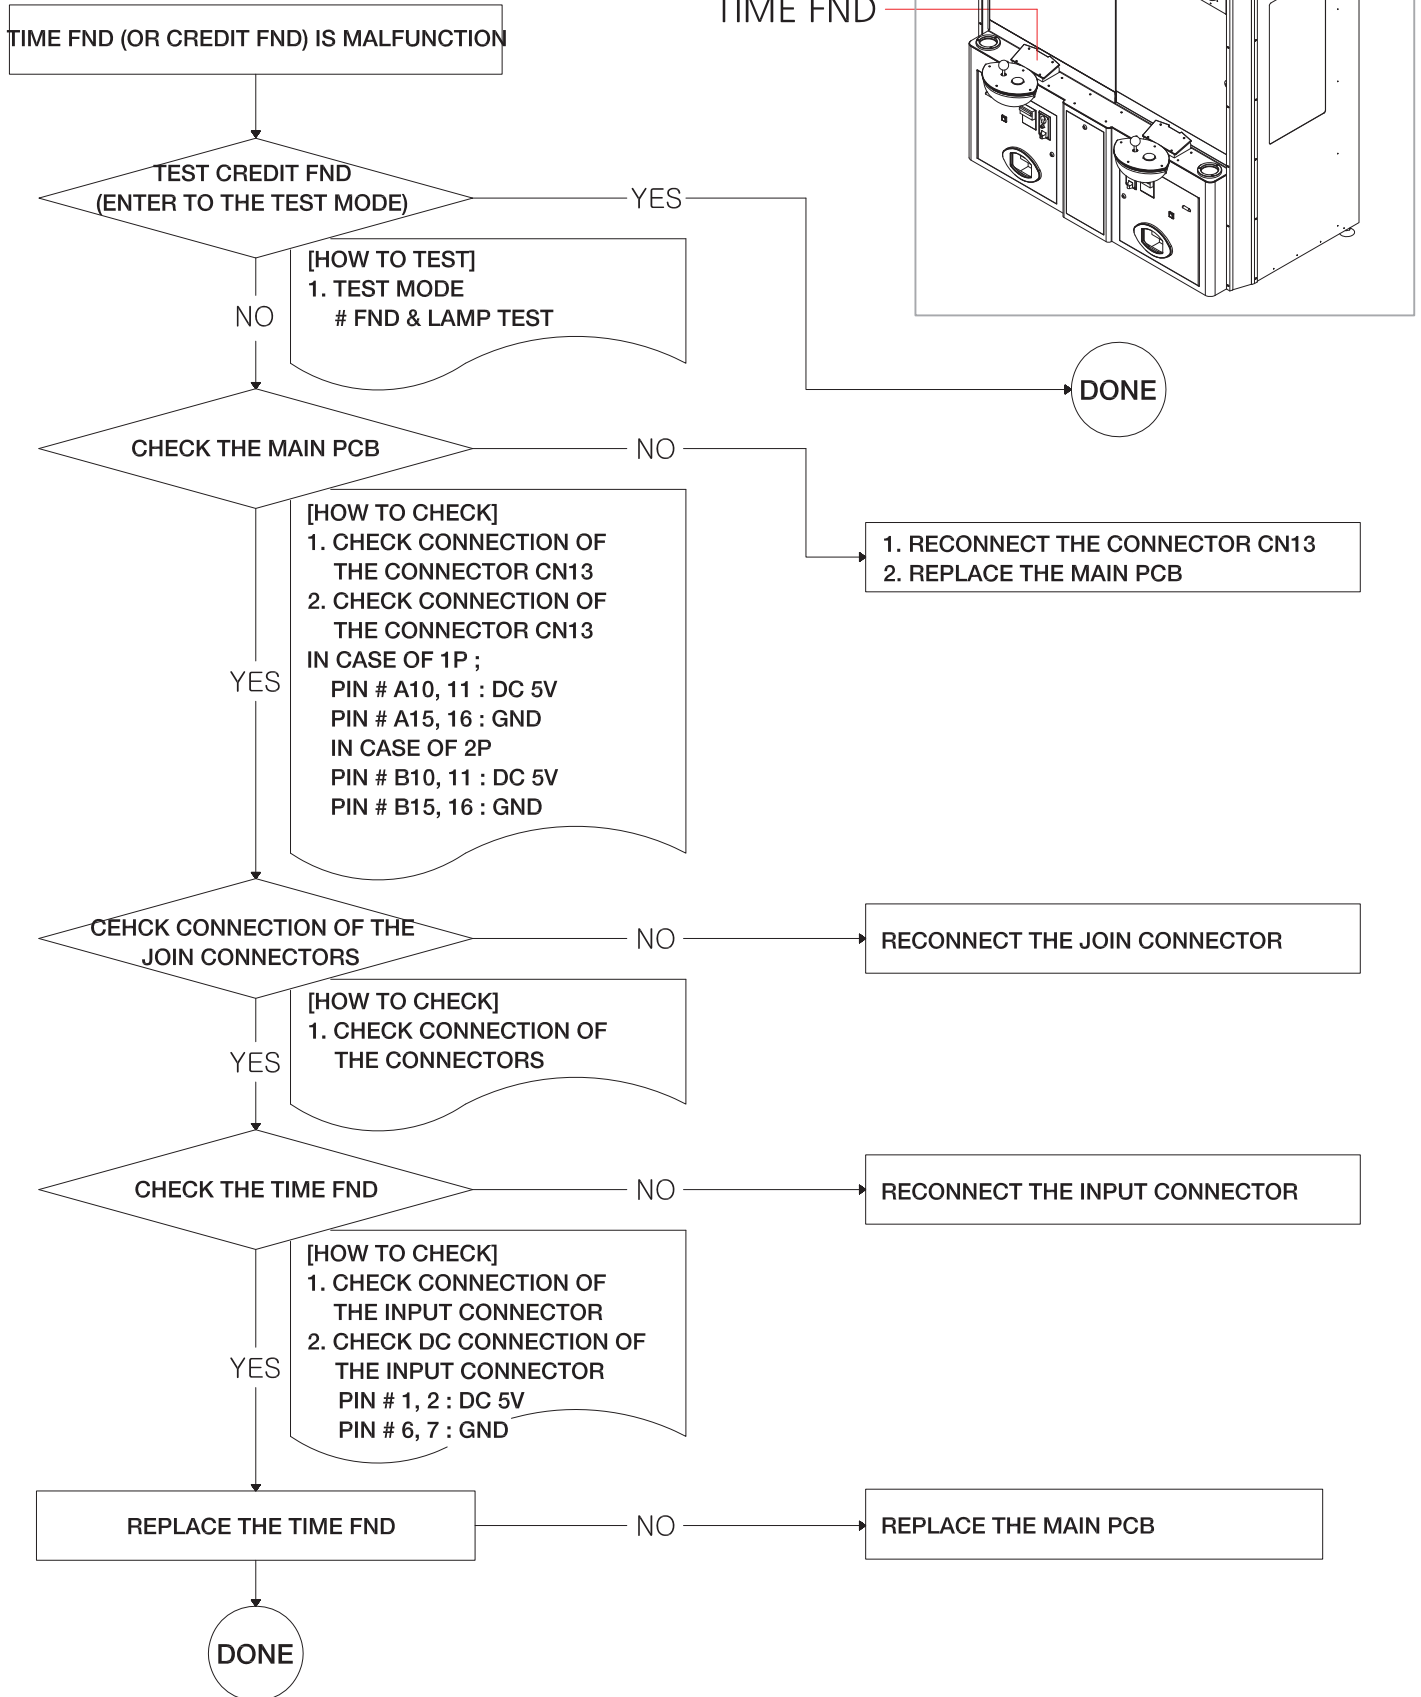 TIME FND
TIME FND (OR CREDIT FND) IS MALFUNCTION
TEST CREDIT FND
(ENTER TO THE TEST MODE)
YES
[HOW TO TEST]
1. TEST MODE
# FND & LAMP TEST
NO
DONE
CHECK THE MAIN PCB
NO
[HOW TO CHECK]
1. CHECK CONNECTION OF
THE CONNECTOR CN13
2. CHECK CONNECTION OF
THE CONNECTOR CN13
IN CASE OF 1P ;
PIN # A10, 11 : DC 5V
PIN # A15, 16 : GND
IN CASE OF 2P
PIN # B10, 11 : DC 5V
PIN # B15, 16 : GND
1. RECONNECT THE CONNECTOR CN13
2. REPLACE THE MAIN PCB
YES
CEHCK CONNECTION OF THE
JOIN CONNECTORS
NO
RECONNECT THE JOIN CONNECTOR
[HOW TO CHECK]
1. CHECK CONNECTION OF
THE CONNECTORS
YES
CHECK THE TIME FND
NO
RECONNECT THE INPUT CONNECTOR
[HOW TO CHECK]
1. CHECK CONNECTION OF
THE INPUT CONNECTOR
2. CHECK DC CONNECTION OF
THE INPUT CONNECTOR
PIN # 1, 2 : DC 5V
PIN # 6, 7 : GND
YES
REPLACE THE TIME FND
NO
REPLACE THE MAIN PCB
DONE